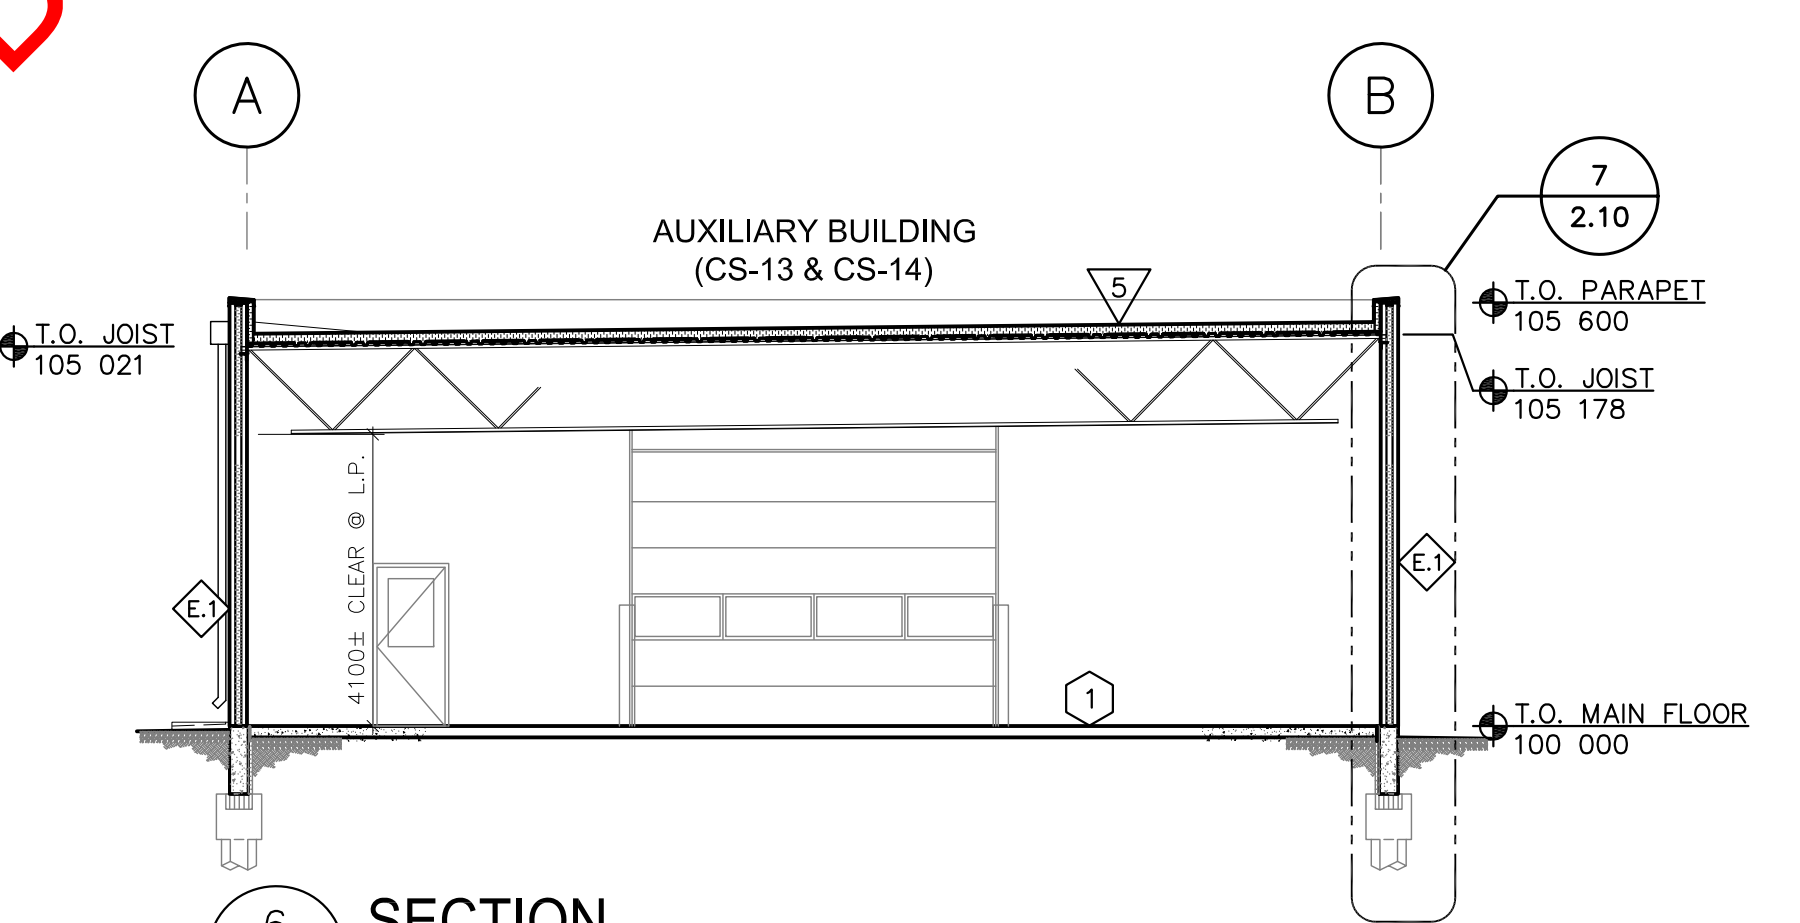 A
B
7
2.10
AUXILIARY BUILDING
(CS-13 & CS-14)
5
T.O. PARAPET
105 600
T.O. JOIST
105 021
T.O. JOIST
105 178
4100± CLEAR @ L.P.
E.1
E.1
1
T.O. MAIN FLOOR
100 000
6
SECTION